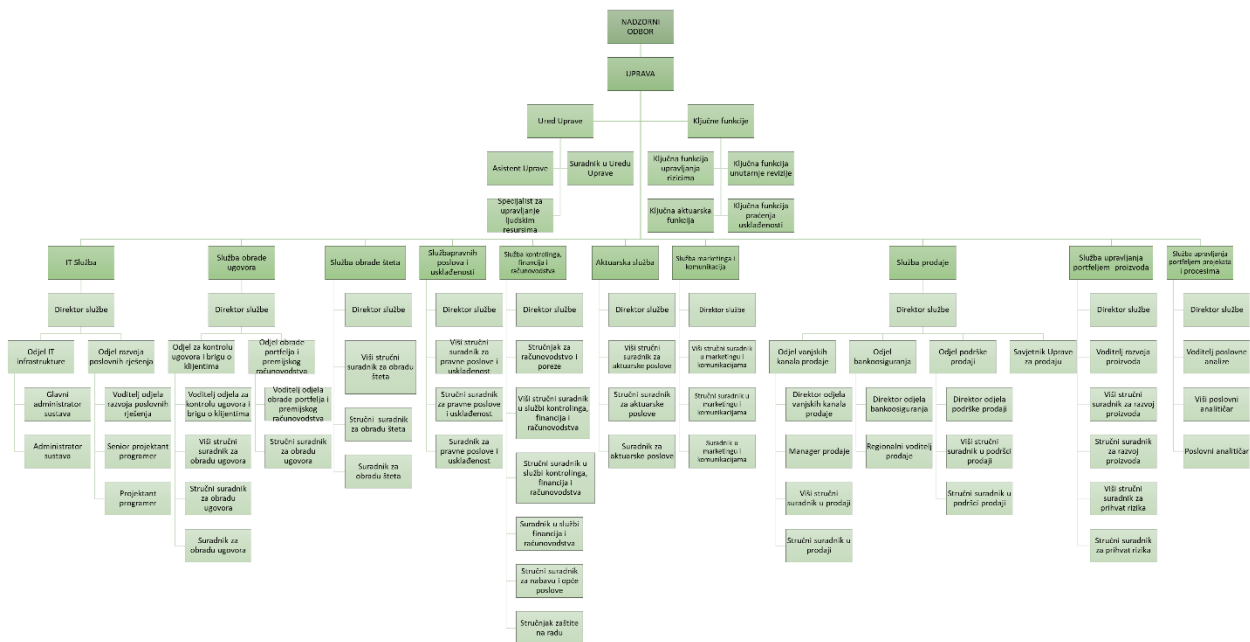 NADZORNI
ODBOR
UPRAVA
Ured Uprave
Ključne funkcije
Asistent Uprave
Suradnik u Uredu
Uprave
Ključna funkcija
upravljanja
rizicima
Ključna funkcija
unutarnje revizije
Specijalist za
upravljanje
ljudskim
resursima
Ključna aktuarska
funkcija
Ključna funkcija
praćenja
usklađenosti
IT Služba
Služba obrade
ugovora
Služba obrade šteta
Službapravnih
poslova i
usklađenosti
Služba kontrolinga,
financija i
računovodstva
Aktuarska služba
Služba marketinga i
komunikacija
Služba prodaje
Služba upravljanja
portfeljem proizvoda
Služba upravljanja
portfeljem projekata
i procesima
Direktor službe
Direktor službe
Direktor službe
Direktor službe
Direktor službe
Direktor službe
Direktor službe
Direktor službe
Direktor službe
Direktor službe
Odjel IT
infrastrukture
Odjel razvoja
poslovnih rješenja
Odjel za kontrolu
ugovora i brigu o
klijentima
Odjel obrade
portfelja i
premijskog
računovodstva
Viši stručni
suradnik za obradu
šteta
Viši stručni
suradnik za
pravne poslove i
usklađenost
Stručnjak za
računovodstvo i
poreze
Viši stručni
suradnik za
aktuarske poslove
Viši stručni suradnik
u marketingu i
komunikacijama
Odjel vanjskih
kanala prodaje
Odjel
bankoosiguranja
Odjel podrške
prodaji
Savjetnik Uprave
za prodaju
Voditelj razvoja
proizvoda
Voditelj poslovne
analize
Glavni
administrator
sustava
Voditelj odjela
razvoja poslovnih
rješenja
Voditelj odjela za
kontrolu ugovora i
brigu o klijentima
Voditelj odjela
obrade portfelja i
premijskog
računovodstva
Stručni suradnik
za obradu šteta
Stručni suradnik
za pravne poslove
i usklađenost
Viši stručni suradnik
u službi kontrolinga,
financija i
računovodstva
Stručni suradnik
za aktuarske
poslove
Stručni suradnik u
marketingu i
komunikacijama
Direktor odjela
vanjskih kanala
prodaje
Direktor odjela
bankoosiguranja
Direktor odjela
podrške prodaji
Viši stručni
suradnik za razvoj
proizvoda
Viši poslovni
analitičar
Administrator
sustava
Senior projektant
programer
Viši stručni
suradnik za
obradu ugovora
Stručni suradnik
za obradu
ugovora
Suradnik za
obradu šteta
Suradnik za
pravne poslove i
usklađenost
Stručni suradnik u
službi kontrolinga,
financija i
računovodstva
Suradnik za
aktuarske poslove
Suradnik u
marketingu i
komunikacijama
Manager prodaje
Regionalni voditelj
prodaje
Viši stručni
suradnik u podršci
prodaji
Stručni suradnik
za razvoj
proizvoda
Poslovni analitičar
Projektant
programer
Stručni suradnik
za obradu
ugovora
Viši stručni
suradnik u prodaji
Stručni suradnik u
podršci prodaji
Viši stručni
suradnik za
prihvat rizika
Suradnik za
obradu ugovora
Suradnik u službi
financija i
računovodstva
Stručni suradnik u
prodaji
Stručni suradnik
za prihvat rizika
Stručni suradnik
za nabavu i opće
poslove
Stručnjak zaštite
na radu